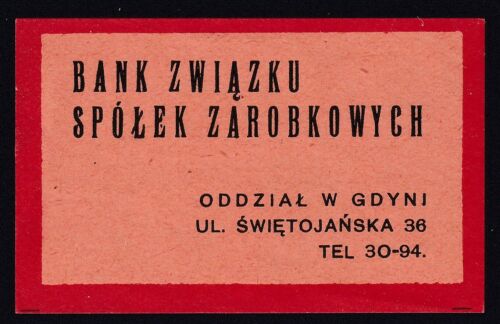 BANK ZWIĄZKU
SPÓŁEK ZAROBKOWYCH
ODDZIAŁ W GDYNI
UL. ŚWIĘTOJAŃSKA 36
TEL 30-94.